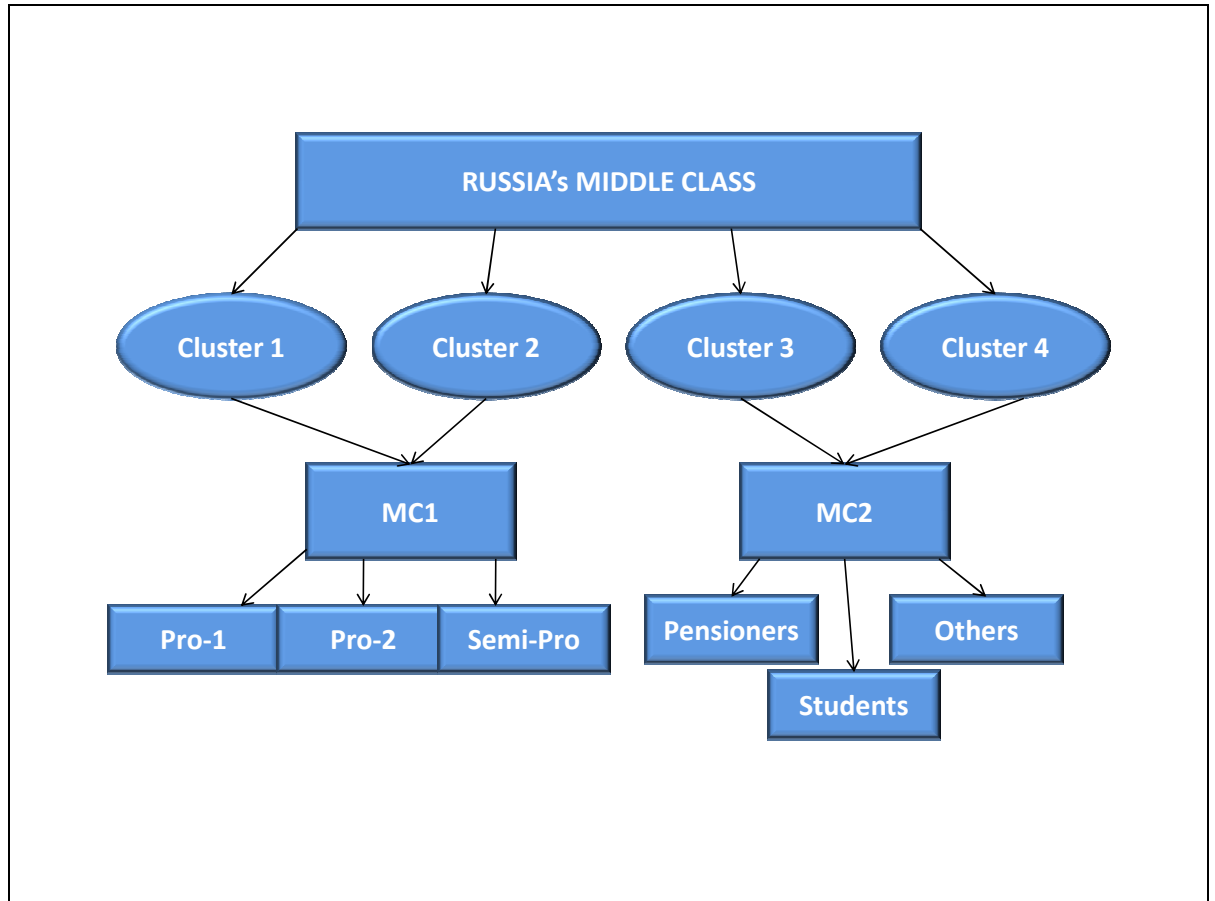 RUSSIA's MIDDLE CLASS
Cluster 1
Cluster 2
Cluster 3
Cluster 4
MC1
MC2
Pro-1
Pro-2
Semi-Pro
Pensioners
Others
Students